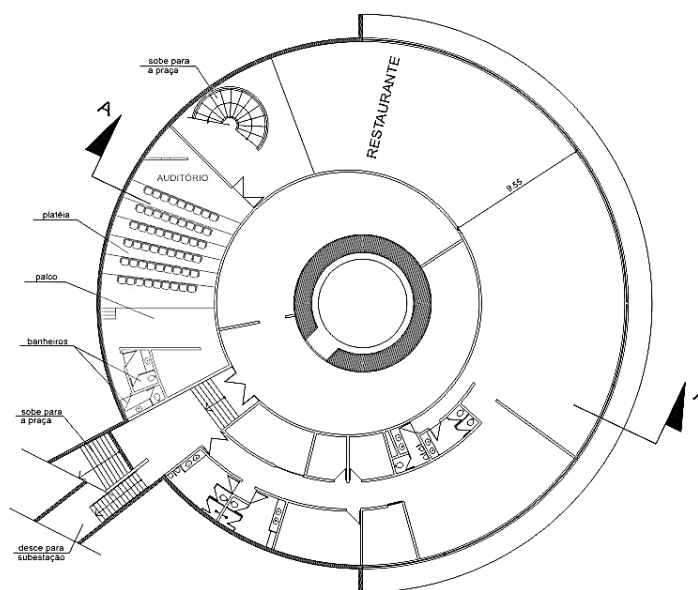 sobe para
a praça
RESTAURANTE
A
AUDITÓRIO
9.55
platéia
palco
banheiros
sobe para
a praça
desce para
subestação